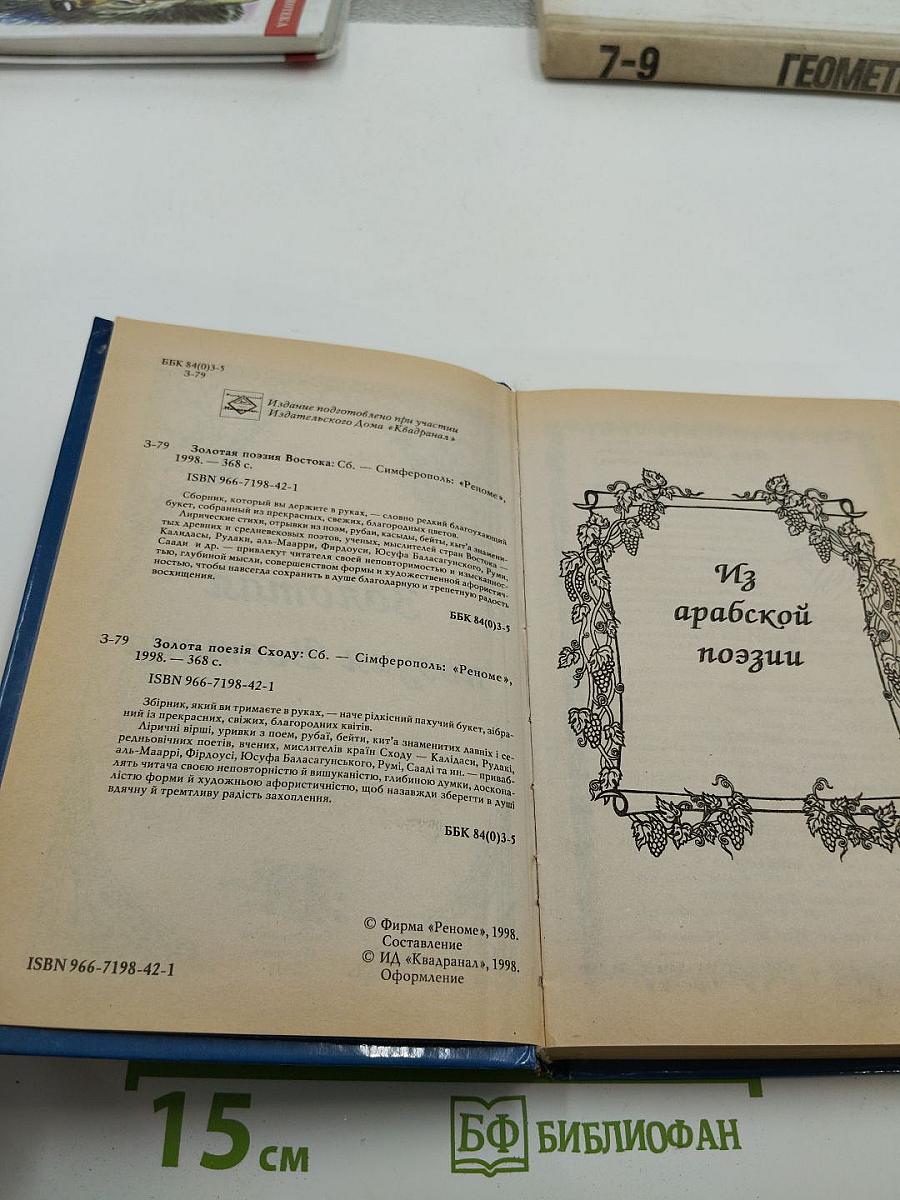 ОТЕКА
7-9
ГЕОМЕТ
ББК 84(0)3-5
З-79
Издание подготовлено при участии
Издательского Дома «Квадранал»
З-79 Золотая поэзия Востока: Сб. — Симферополь: «Реноме»,
1998. — 368 с.
ISBN 966-7198-42-1
Сборник, который вы держите в руках, — словно редкий благоухающий
букет, собранный из прекрасных, свежих, благородных цветов.
Лирические стихи, отрывки из поэм, рубаи, касыды, бейты, кыт'а знамени-
тых древних и средневековых поэтов, ученых, мыслителей стран Востока —
Калидасы, Рудаки, аль-Маарри, Фирдоуси, Юсуфа Баласагунского, Руми,
Саади и др. — привлекут читателя своей неповторимостью и изысканнос-
тью, глубиной мысли, совершенством формы и художественной афористич-
ностью, чтобы навсегда сохранить в душе благодарную и трепетную радость
восхищения.
ББК 84(0)3-5
З-79 Золота поезія Сходу: Сб. — Сімферополь: «Реноме»,
1998. — 368 с.
ISBN 966-7198-42-1
Збірник, який ви тримаєте в руках, — наче рідкісний пахучий букет, зібра-
ний із прекрасних, свіжих, благородних квітів.
Ліричні вірші, уривки з поем, рубаї, бейти, кит'а знаменитих давніх і се-
редньовічних поетів, вчених, мислителів країн Сходу — Калідаси, Рудакі,
аль-Мааррі, Фірдоусі, Юсуфа Баласагунського, Румі, Сааді та ин. — приваб-
лять читача своєю неповторністю й вишуканістю, глибиною думки, доскона-
лістю форми й художньою афористичністю, щоб назавжди зберегти в душі
вдячну й тремтливу радість захоплення.
ББК 84(0)3-5
© Фирма «Реноме», 1998.
Составление
© ИД «Квадранал», 1998.
Оформление
ISBN 966-7198-42-1
Из
арабской
поэзии
15 см
БФ БИБЛИОФАН